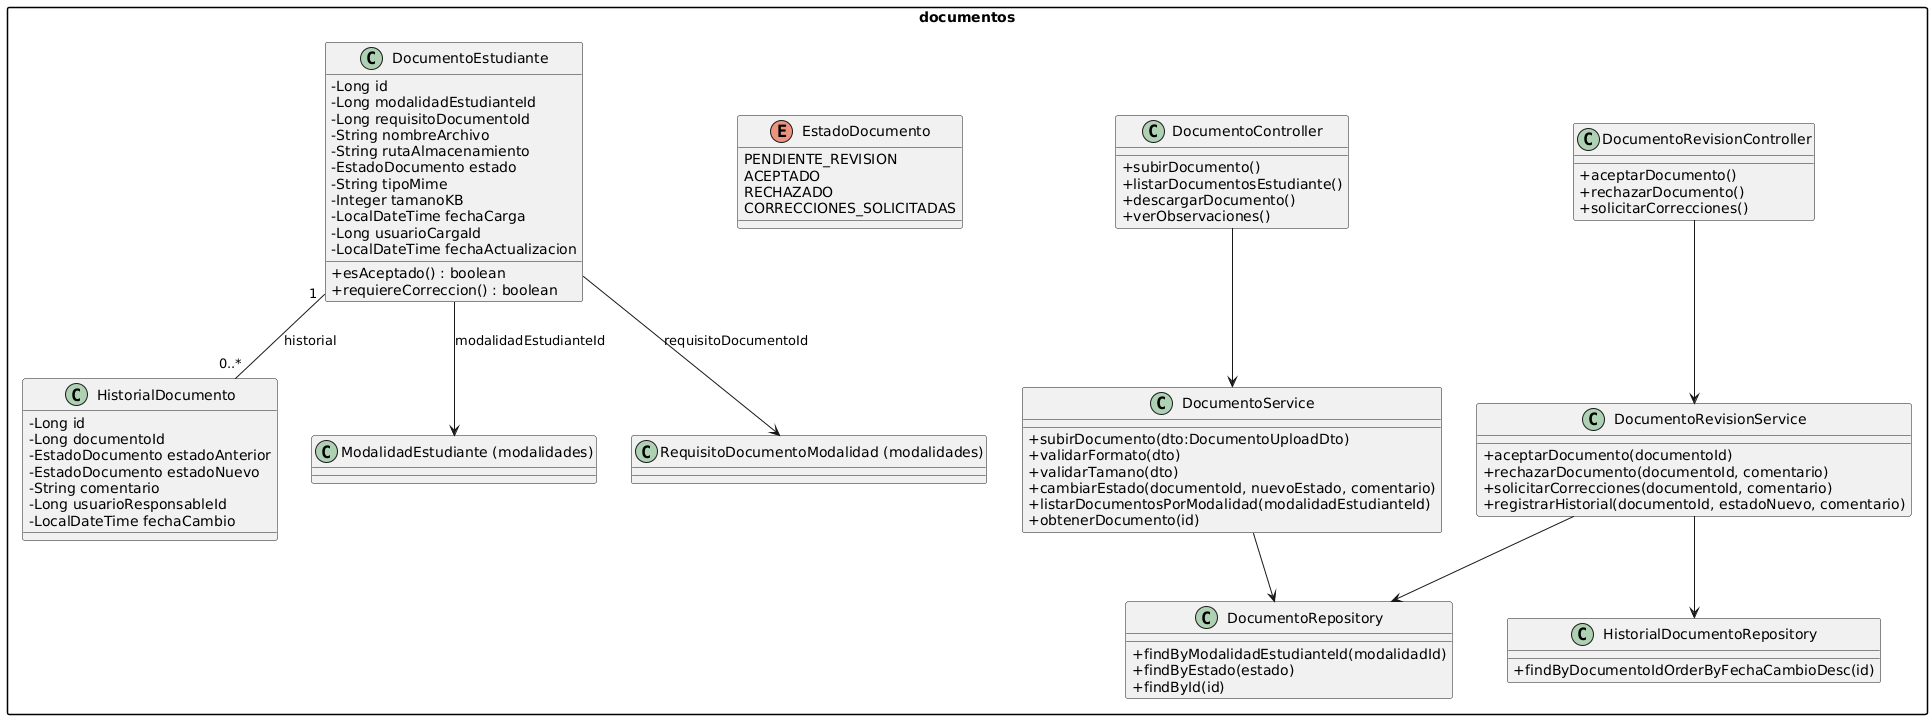 documentos
C DocumentoEstudiante
-Long id
-Long modalidadEstudianteId
-Long requisitoDocumentoId
-String nombreArchivo
-String rutaAlmacenamiento
-EstadoDocumento estado
-String tipoMime
-Integer tamanoKB
-LocalDateTime fechaCarga
-Long usuarioCargaId
-LocalDateTime fechaActualizacion
+esAceptado() : boolean
+requiereCorreccion() : boolean
E EstadoDocumento
PENDIENTE_REVISION
ACEPTADO
RECHAZADO
CORRECCIONES_SOLICITADAS
C DocumentoController
+subirDocumento()
+listarDocumentosEstudiante()
+descargarDocumento()
+verObservaciones()
C DocumentoRevisionController
+aceptarDocumento()
+rechazarDocumento()
+solicitarCorrecciones()
1
historial
0..*
modalidadEstudianteId
requisitoDocumentoId
C HistorialDocumento
-Long id
-Long documentoId
-EstadoDocumento estadoAnterior
-EstadoDocumento estadoNuevo
-String comentario
-Long usuarioResponsableId
-LocalDateTime fechaCambio
C ModalidadEstudiante (modalidades)
C RequisitoDocumentoModalidad (modalidades)
C DocumentoService
+subirDocumento(dto:DocumentoUploadDto)
+validarFormato(dto)
+validarTamano(dto)
+cambiarEstado(documentoId, nuevoEstado, comentario)
+listarDocumentosPorModalidad(modalidadEstudianteId)
+obtenerDocumento(id)
C DocumentoRevisionService
+aceptarDocumento(documentoId)
+rechazarDocumento(documentoId, comentario)
+solicitarCorrecciones(documentoId, comentario)
+registrarHistorial(documentoId, estadoNuevo, comentario)
C DocumentoRepository
+findByModalidadEstudianteId(modalidadId)
+findByEstado(estado)
+findById(id)
C HistorialDocumentoRepository
+findByDocumentoIdOrderByFechaCambioDesc(id)